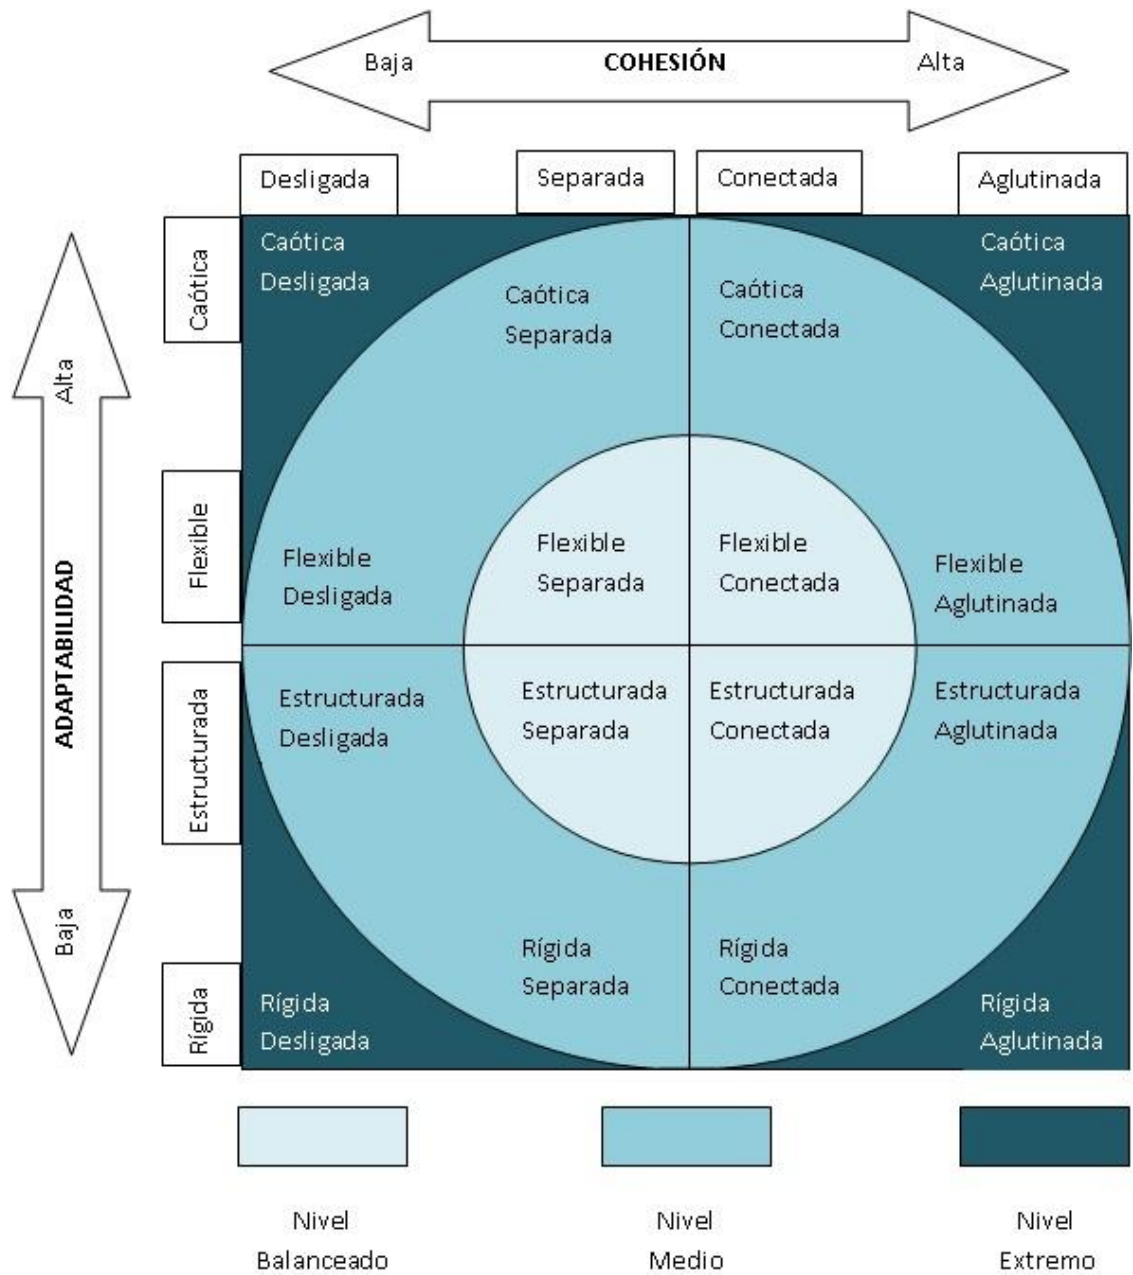 Baja COHESIÓN Alta
Desligada Separada Conectada Aglutinada
Alta
ADAPTABILIDAD
Baja
Caótica
Flexible
Estructurada
Rígida
Caótica
Desligada
Caótica
Separada
Caótica
Conectada
Caótica
Aglutinada
Flexible
Desligada
Flexible
Separada
Flexible
Conectada
Flexible
Aglutinada
Estructurada
Desligada
Estructurada
Separada
Estructurada
Conectada
Estructurada
Aglutinada
Rígida
Desligada
Rígida
Separada
Rígida
Conectada
Rígida
Aglutinada
Nivel
Balanceado
Nivel
Medio
Nivel
Extremo